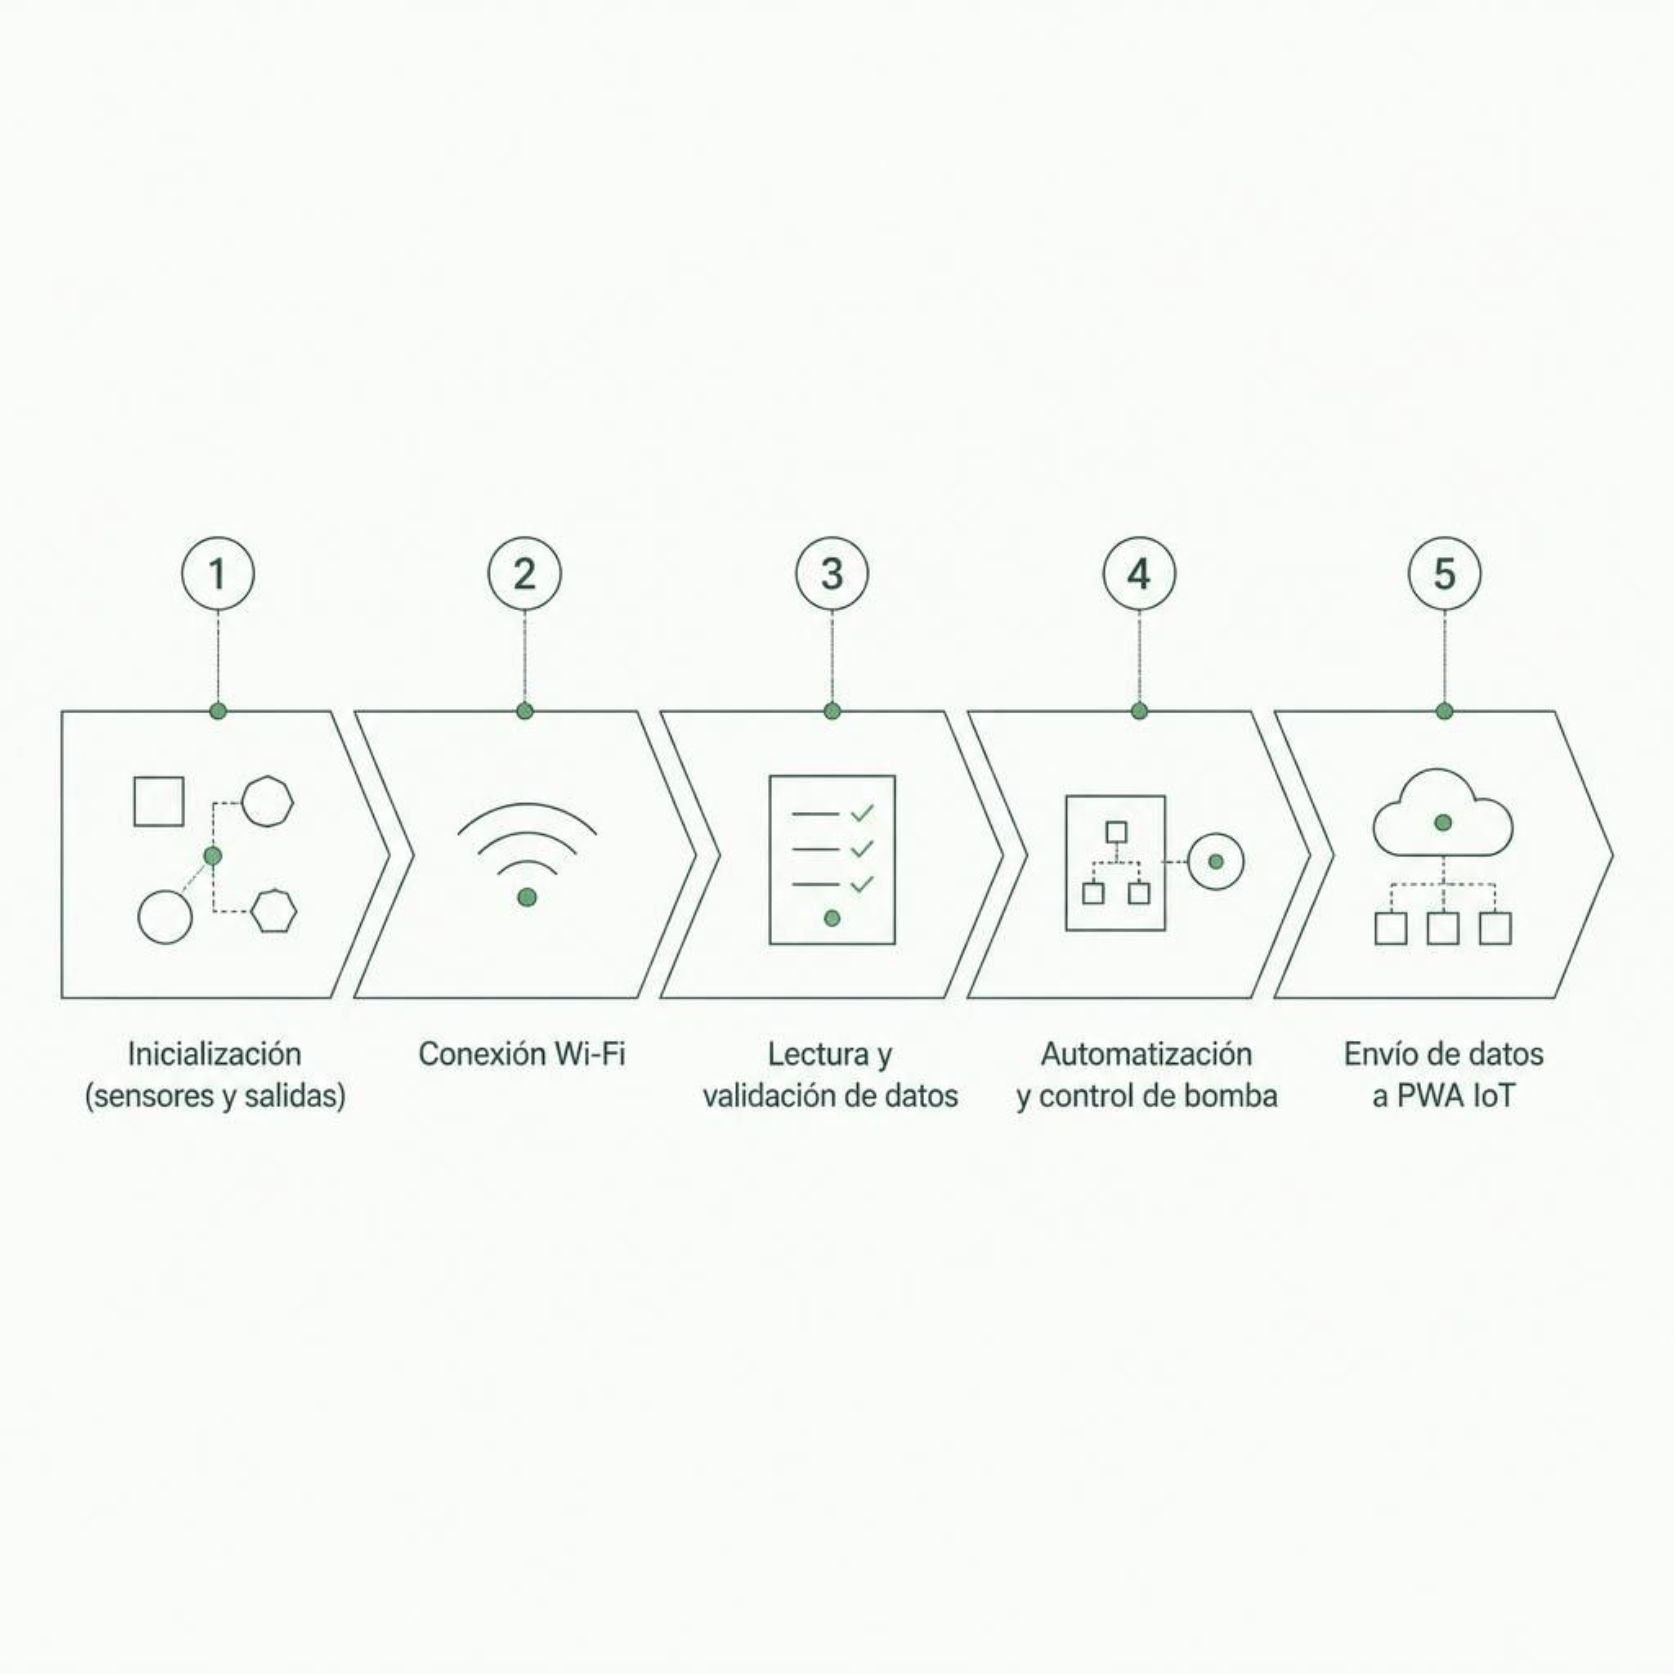 1
2
3
4
5
Inicialización
(sensores y salidas)
Conexión Wi-Fi
Lectura y
validación de datos
Automatización
y control de bomba
Envío de datos
a PWA IoT